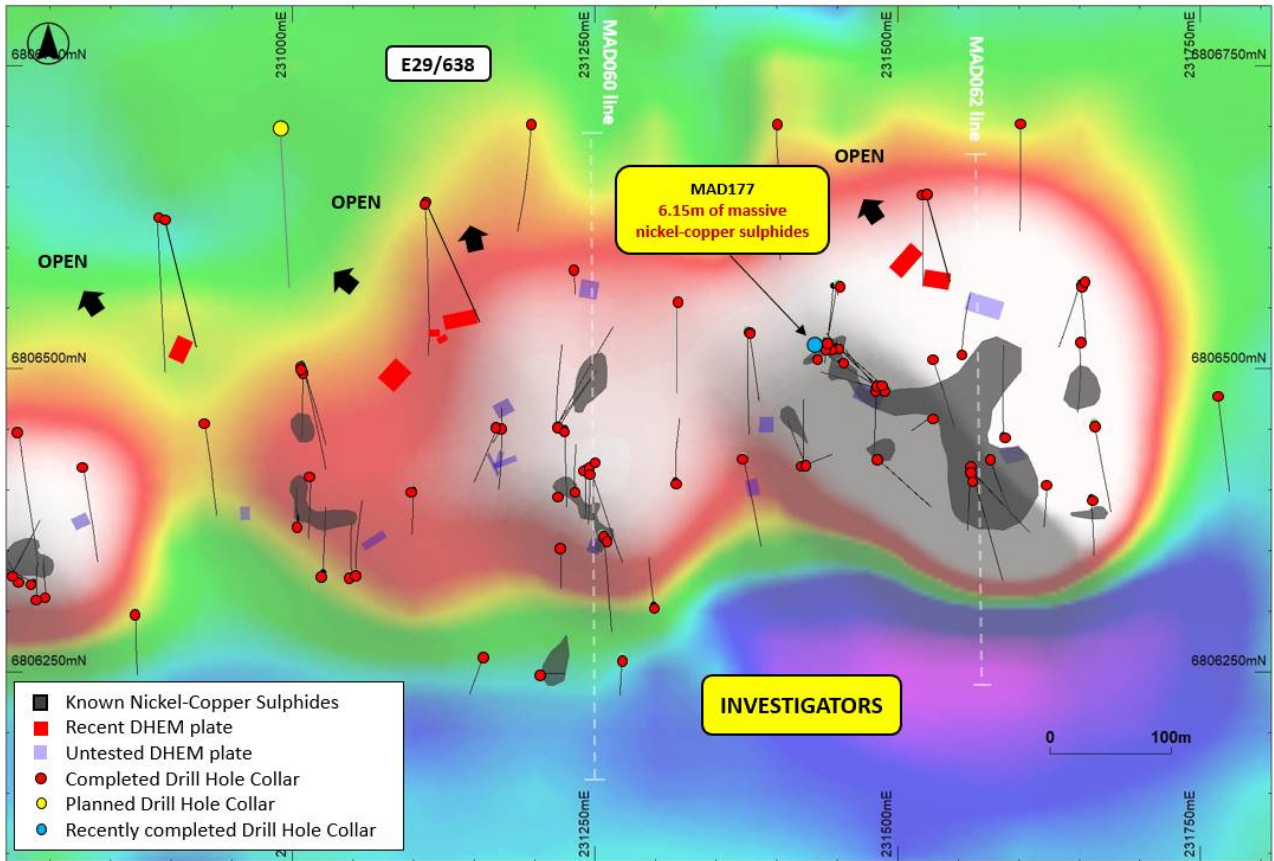 231000mE
231250mE
231500mE
231750mE
MAD060 line
MAD062 line
E29/638
6806750mN
OPEN
OPEN
OPEN
MAD177
6.15m of massive
nickel-copper sulphides
6806500mN
6806500mN
6806250mN
6806250mN
INVESTIGATORS
Known Nickel-Copper Sulphides
Recent DHEM plate
Untested DHEM plate
Completed Drill Hole Collar
Planned Drill Hole Collar
Recently completed Drill Hole Collar
0 100m
231250mE
231500mE
231750mE